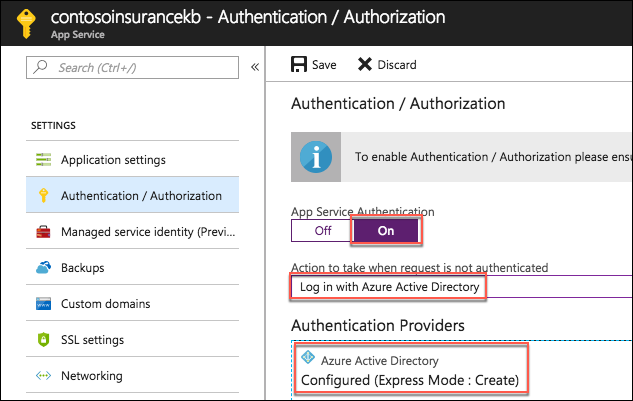 contosoinsurancekb - Authentication / Authorization
App Service
Search (Ctrl+/)
«
Save
Discard
SETTINGS
Application settings
Authentication / Authorization
Managed service identity (Previ...
Backups
Custom domains
SSL settings
Networking
Authentication / Authorization
To enable Authentication / Authorization please ensu
App Service Authentication
Off
On
Action to take when request is not authenticated
Log in with Azure Active Directory
Authentication Providers
Azure Active Directory
Configured (Express Mode : Create)